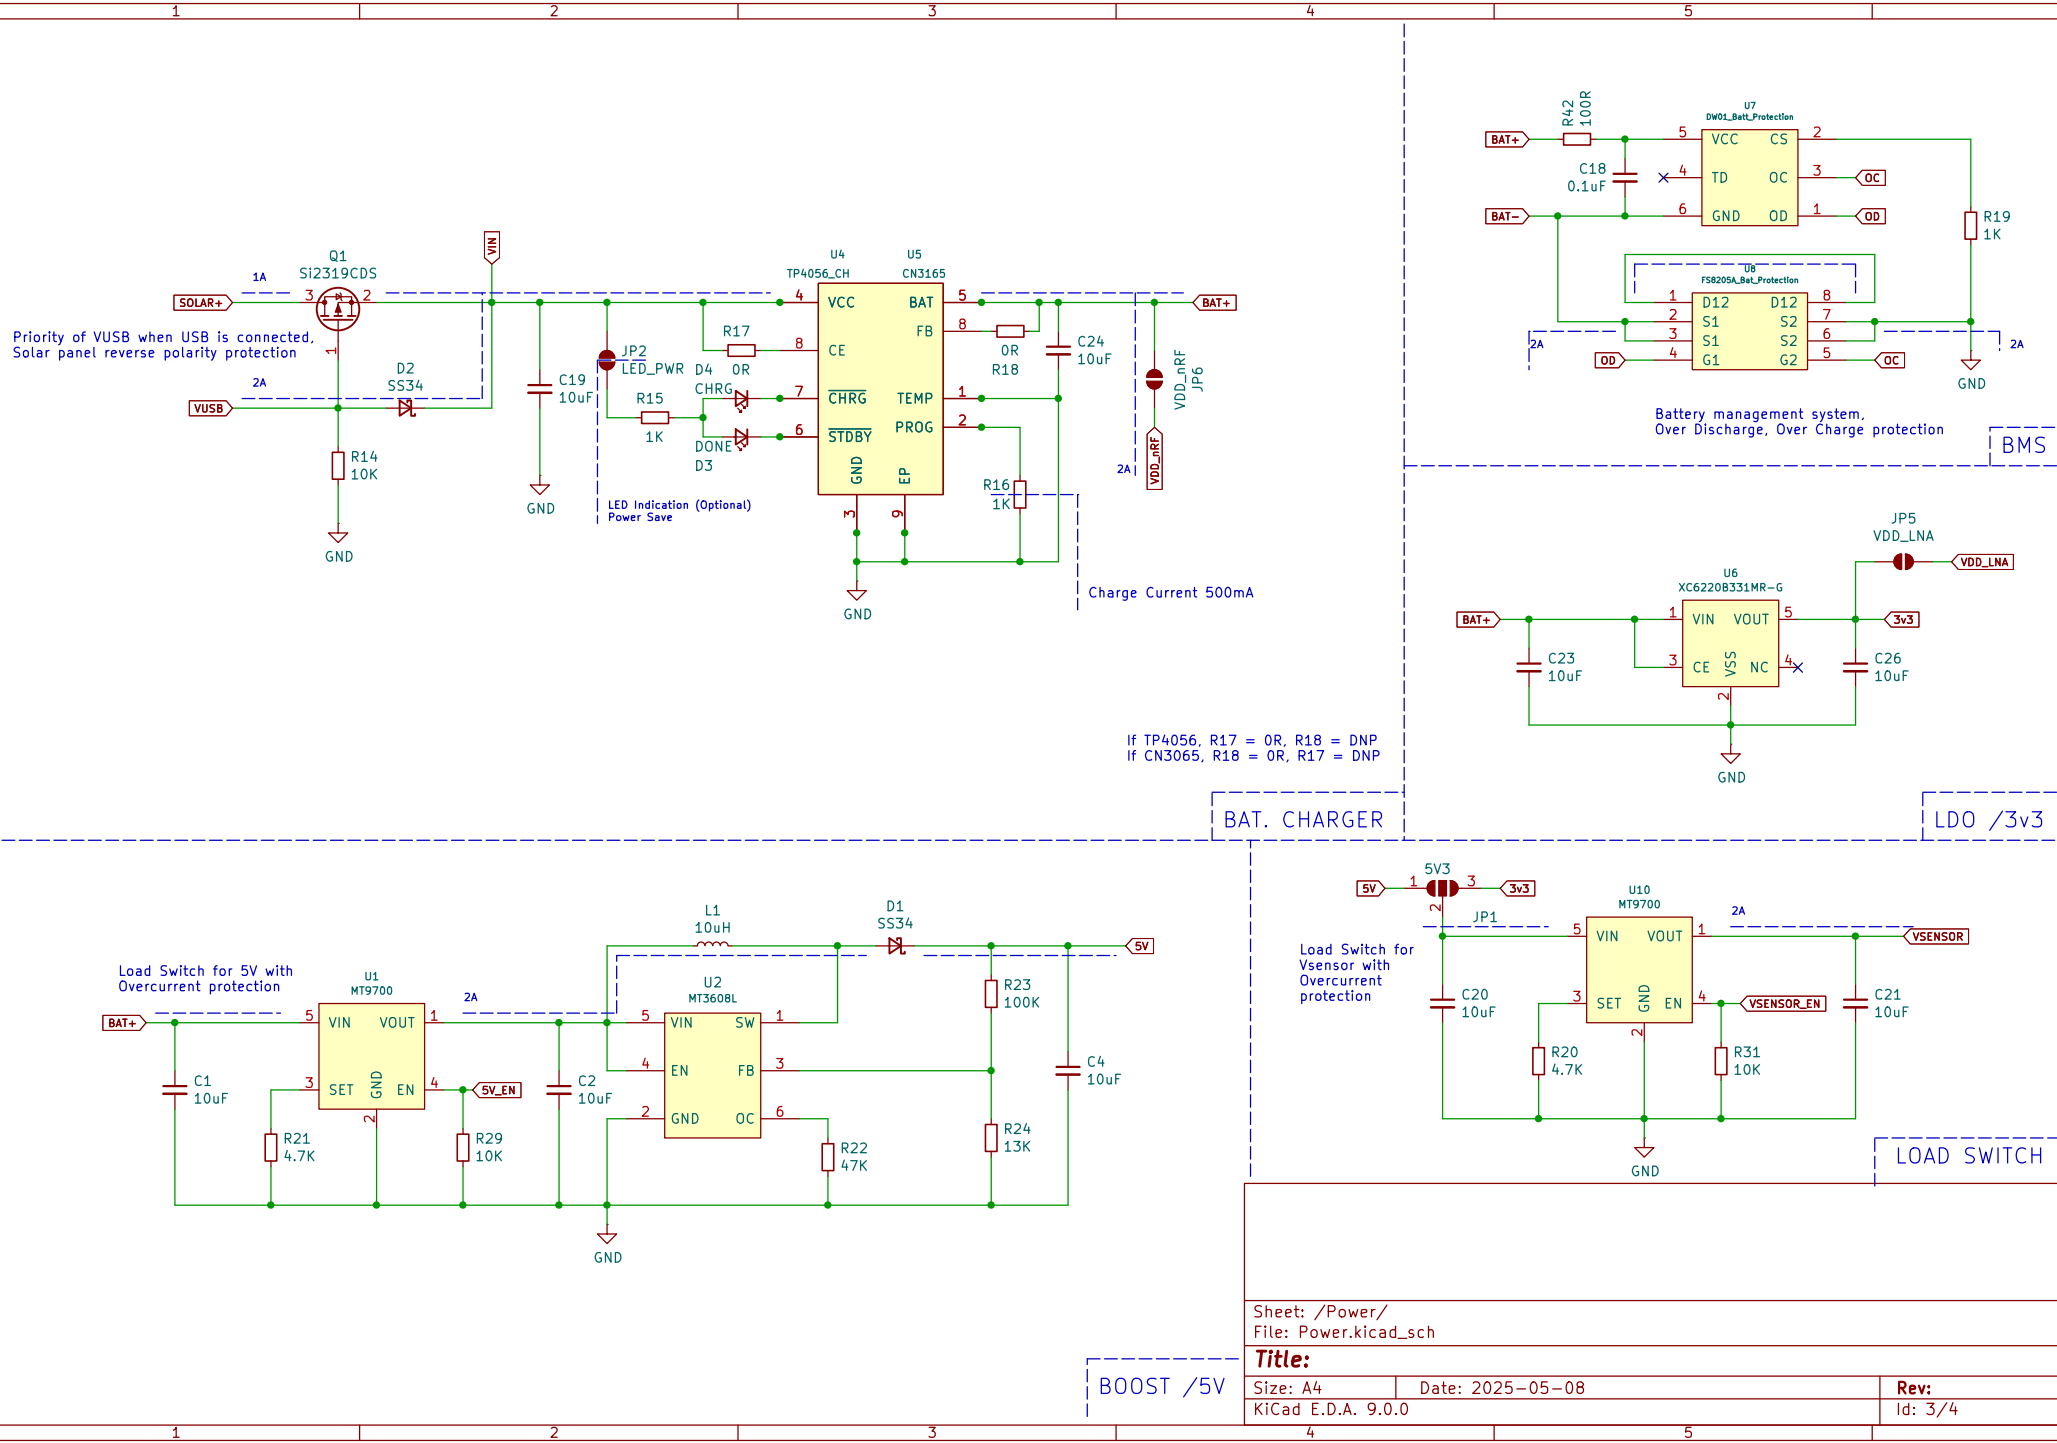 1
2
3
4
5
Q1
Si2319CDS
1A
SOLAR+
3
2
1
Priority of VUSB when USB is connected,
Solar panel reverse polarity protection
2A
VUSB
D2
SS34
R14
10K
GND
VIN
C19
10uF
GND
JP2
LED_PWR
R15
1K
LED Indication (Optional)
Power Save
R17
0R
D4
CHRG
DONE
D3
U4
TP4056_CH
U5
CN3165
4
VCC
8
CE
7
CHRG
6
STDBY
BAT
5
FB
8
TEMP
1
PROG
2
GND
3
EP
9
GND
0R
R18
C24
10uF
R16
1K
Charge Current 500mA
BAT+
VDD_nRF
JP6
VDD_nRF
2A
If TP4056, R17 = 0R, R18 = DNP
If CN3065, R18 = 0R, R17 = DNP
BAT. CHARGER
BAT+
R42
100R
C18
0.1uF
BAT-
U7
DW01_Batt_Protection
5
VCC
CS
2
4
TD
OC
3
OC
6
GND
OD
1
OD
R19
1K
U8
FS8205A_Bat_Protection
1
D12
D12
8
2
S1
S2
7
3
S1
S2
6
4
G1
G2
5
OD
OC
2A
2A
GND
Battery management system,
Over Discharge, Over Charge protection
BMS
JP5
VDD_LNA
VDD_LNA
U6
XC6220B331MR-G
BAT+
1
VIN
VOUT
5
3v3
3
CE
VSS
NC
4
2
C23
10uF
C26
10uF
GND
LDO /3v3
Load Switch for 5V with
Overcurrent protection
BAT+
U1
MT9700
5
VIN
VOUT
1
3
SET
GND
EN
4
2
5V_EN
C1
10uF
R21
4.7K
R29
10K
2A
C2
10uF
L1
10uH
U2
MT3608L
5
VIN
SW
1
4
EN
FB
3
2
GND
OC
6
D1
SS34
R22
47K
R23
100K
R24
13K
C4
10uF
5V
GND
BOOST /5V
5V
5V3
1
3
2
3v3
JP1
Load Switch for
Vsensor with
Overcurrent
protection
C20
10uF
U10
MT9700
5
VIN
VOUT
1
3
SET
GND
EN
4
2
2A
VSENSOR
VSENSOR_EN
R20
4.7K
R31
10K
C21
10uF
GND
LOAD SWITCH
Sheet: /Power/
File: Power.kicad_sch
Title:
Size: A4
Date: 2025-05-08
Rev:
KiCad E.D.A. 9.0.0
Id: 3/4
1
2
3
4
5